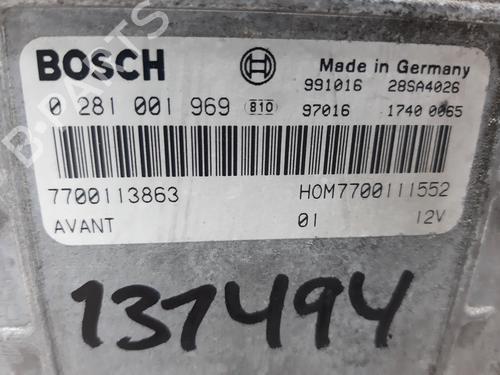 BOSCH
Made in Germany
991016 28SA4026
0 281 001 969 810 97016 1740 0065
7700113863 HOM7700111552
AVANT 01 12V
137494
B-PARTS